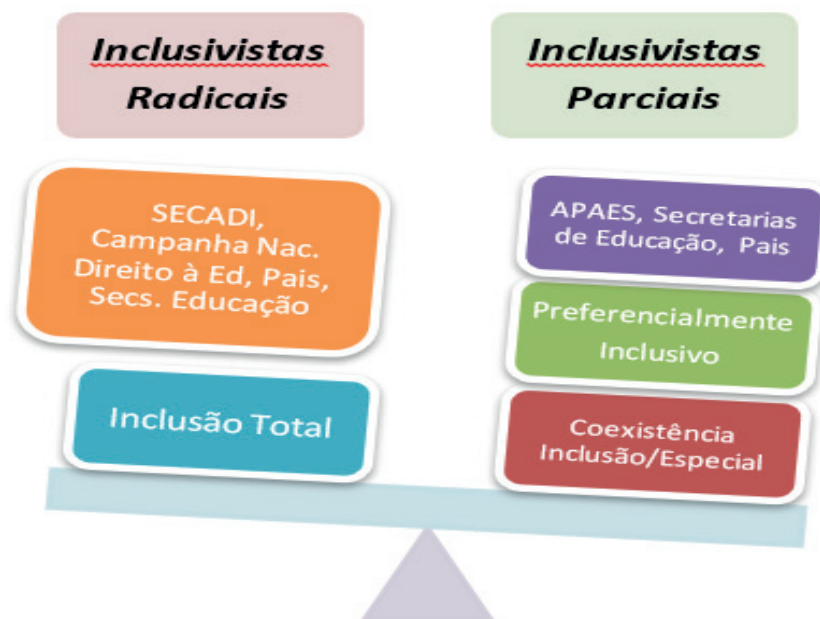 Inclusivistas
Radicais
Inclusivistas
Parciais
SECADI,
Campanha Nac.
Direito à Ed, Pais,
Secs. Educação
Inclusão Total
APAES, Secretarias
de Educação, Pais
Preferencialmente
Inclusivo
Coexistência
Inclusão/Especial